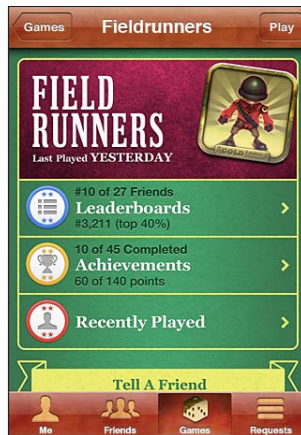 Games
Fieldrunners
Play
FIELD
RUNNERS
Last Played YESTERDAY
GOLD
#10 of 27 Friends
Leaderboards
#3,211 (top 40%)
10 of 45 Completed
Achievements
60 of 140 points
Recently Played
Tell A Friend
Me
Friends
Games
Requests